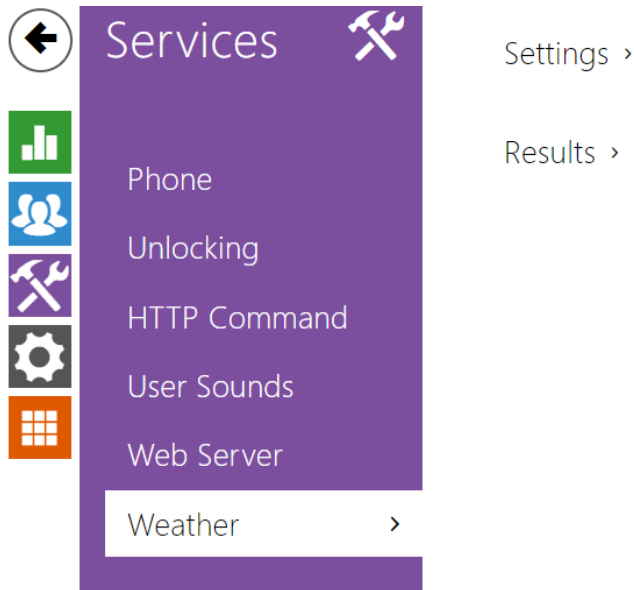 Services
Phone
Unlocking
HTTP Command
User Sounds
Web Server
Weather
Settings
Results